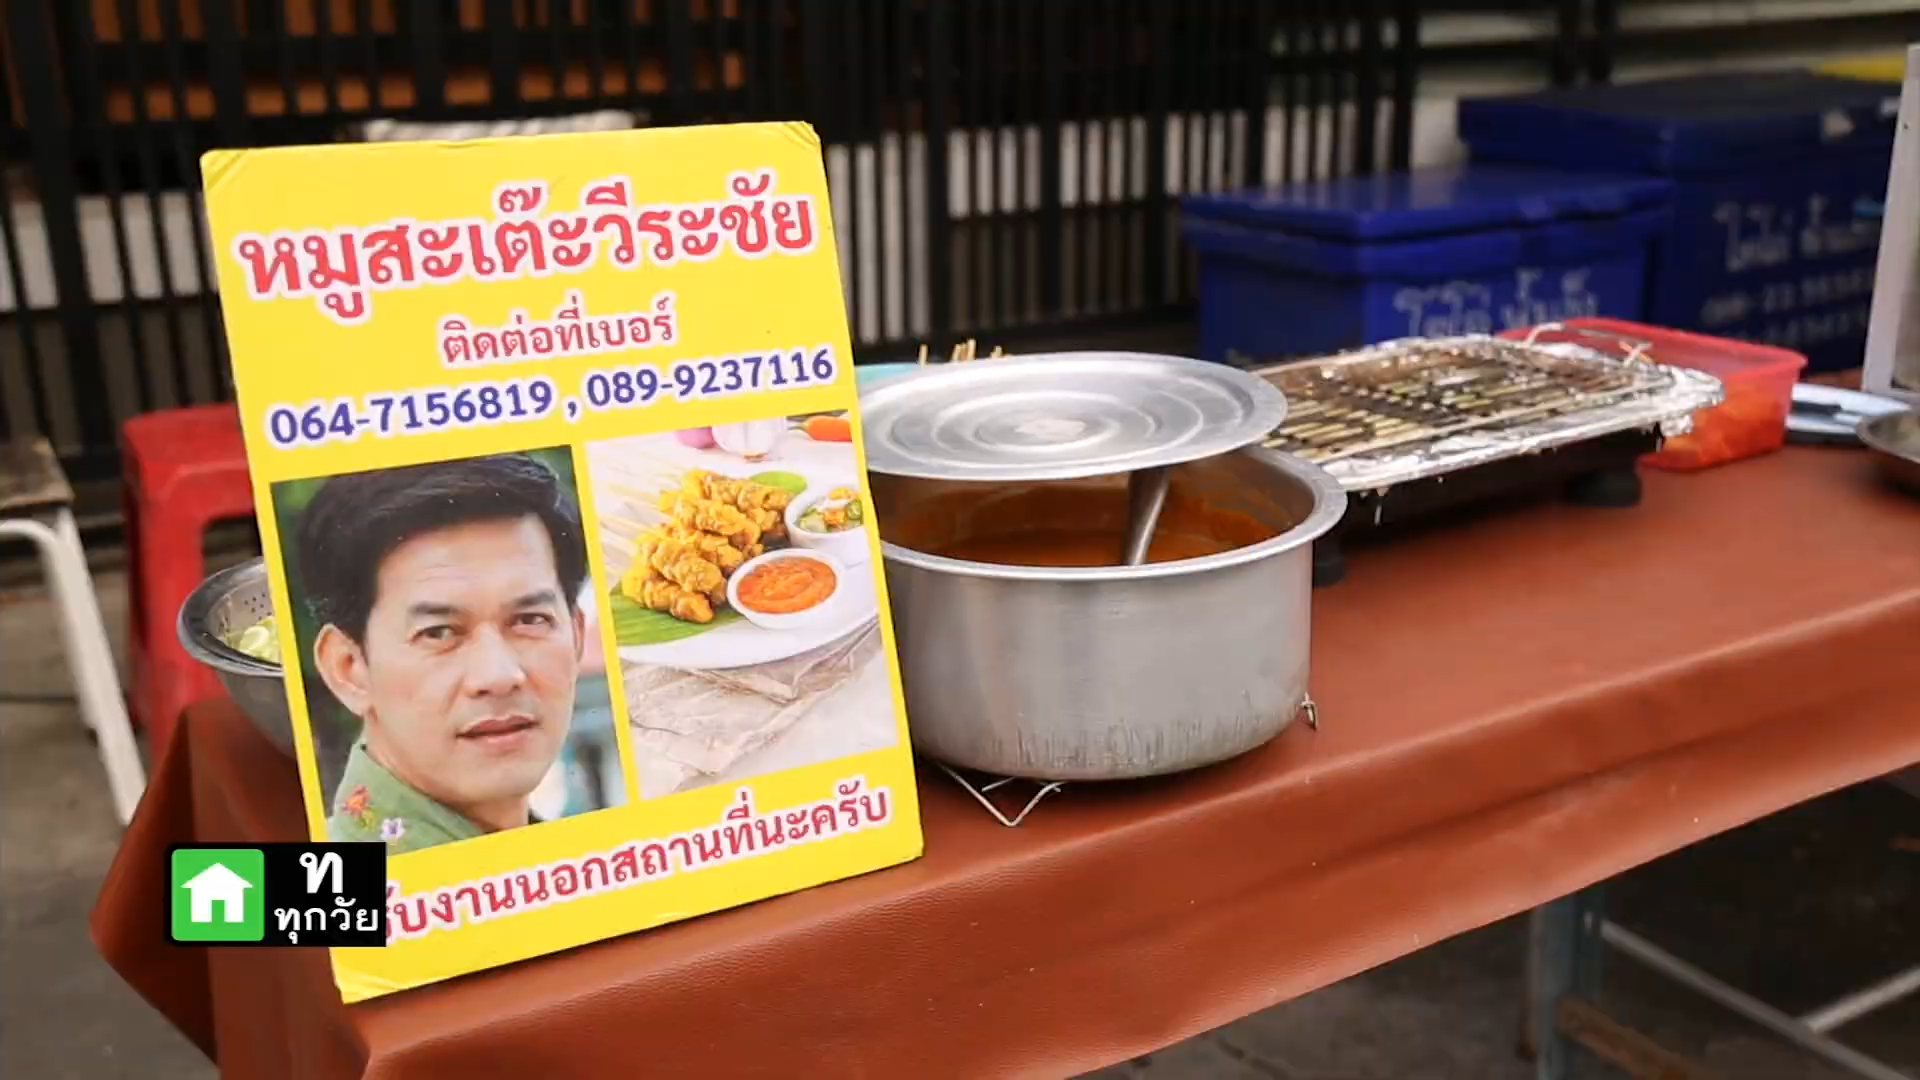 หมูสะเต๊ะวีระชัย
ติดต่อที่เบอร์
064-7156819 , 089-9237116
รับงานนอกสถานที่นะครับ
ท
ทุกวัย